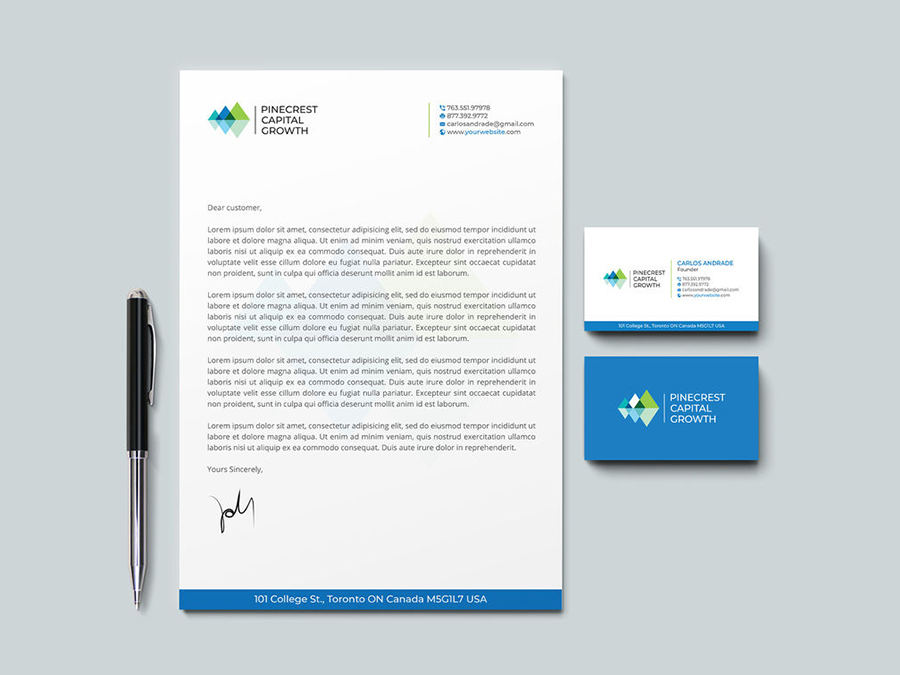 PINECREST
CAPITAL
GROWTH
763.551.97978
877.392.9772
carlosandrade@gmail.com
www.yourwebsite.com
Dear customer,
Lorem ipsum dolor sit amet, consectetur adipisicing elit, sed do eiusmod tempor incididunt ut
labore et dolore magna aliqua. Ut enim ad minim veniam, quis nostrud exercitation ullamco
laboris nisi ut aliquip ex ea commodo consequat. Duis aute irure dolor in reprehenderit in
voluptate velit esse cillum dolore eu fugiat nulla pariatur. Excepteur sint occaecat cupidatat
non proident, sunt in culpa qui officia deserunt mollit anim id est laborum.
Lorem ipsum dolor sit amet, consectetur adipisicing elit, sed do eiusmod tempor incididunt ut
labore et dolore magna aliqua. Ut enim ad minim veniam, quis nostrud exercitation ullamco
laboris nisi ut aliquip ex ea commodo consequat. Duis aute irure dolor in reprehenderit in
voluptate velit esse cillum dolore eu fugiat nulla pariatur. Excepteur sint occaecat cupidatat
non proident, sunt in culpa qui officia deserunt mollit anim id est laborum.
Lorem ipsum dolor sit amet, consectetur adipisicing elit, sed do eiusmod tempor incididunt ut
labore et dolore magna aliqua. Ut enim ad minim veniam, quis nostrud exercitation ullamco
laboris nisi ut aliquip ex ea commodo consequat. Duis aute irure dolor in reprehenderit in
voluptate velit esse cillum dolore eu fugiat nulla pariatur. Excepteur sint occaecat cupidatat
non proident, sunt in culpa qui officia deserunt mollit anim id est laborum.
Lorem ipsum dolor sit amet, consectetur adipisicing elit, sed do eiusmod tempor incididunt ut
labore et dolore magna aliqua. Ut enim ad minim veniam, quis nostrud exercitation ullamco
laboris nisi ut aliquip ex ea commodo consequat. Duis aute irure dolor in reprehenderit.
Yours Sincerely,
101 College St., Toronto ON Canada M5G1L7 USA
PINECREST
CAPITAL
GROWTH
CARLOS ANDRADE
Founder
763.551.97978
877.392.9772
carlosandrade@gmail.com
www.yourwebsite.com
101 College St., Toronto ON Canada M5G1L7 USA
PINECREST
CAPITAL
GROWTH